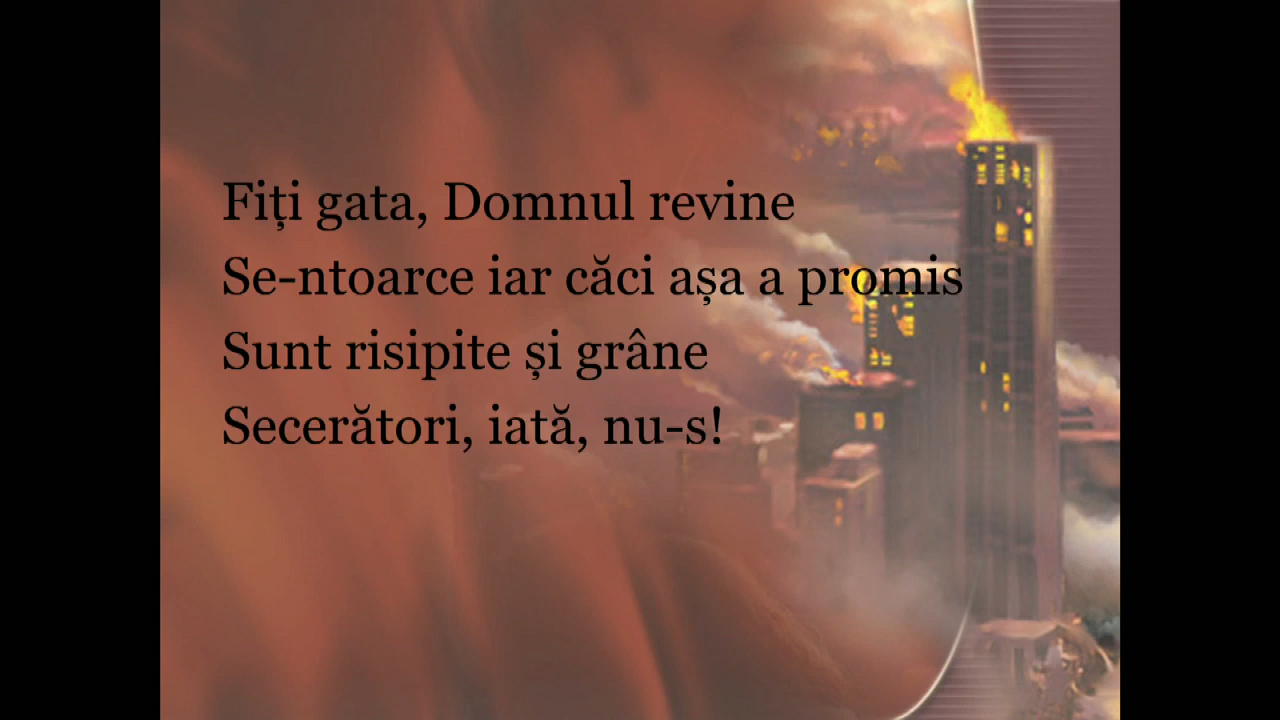 Fiți gata, Domnul revine
Se-ntoarce iar căci așa a promis
Sunt risipite și grâne
Secerători, iată, nu-s!